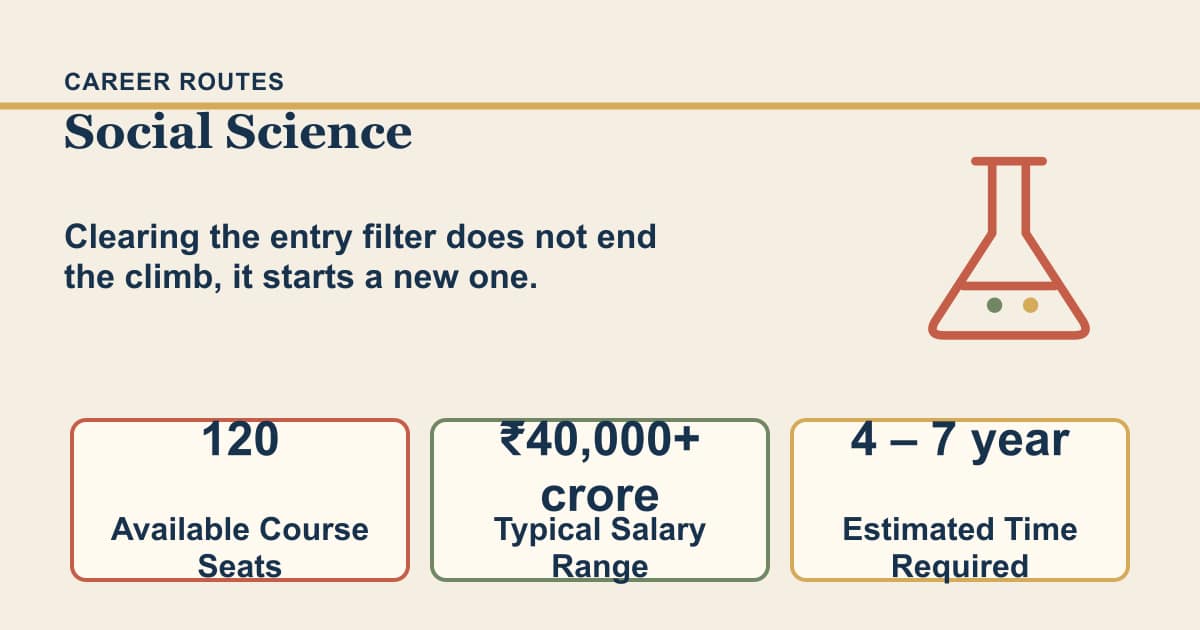 CAREER ROUTES
Social Science
Clearing the entry filter does not end
the climb, it starts a new one.
120
Available Course
Seats
₹40,000+
crore
Typical Salary
Range
4 – 7 year
Estimated Time
Required